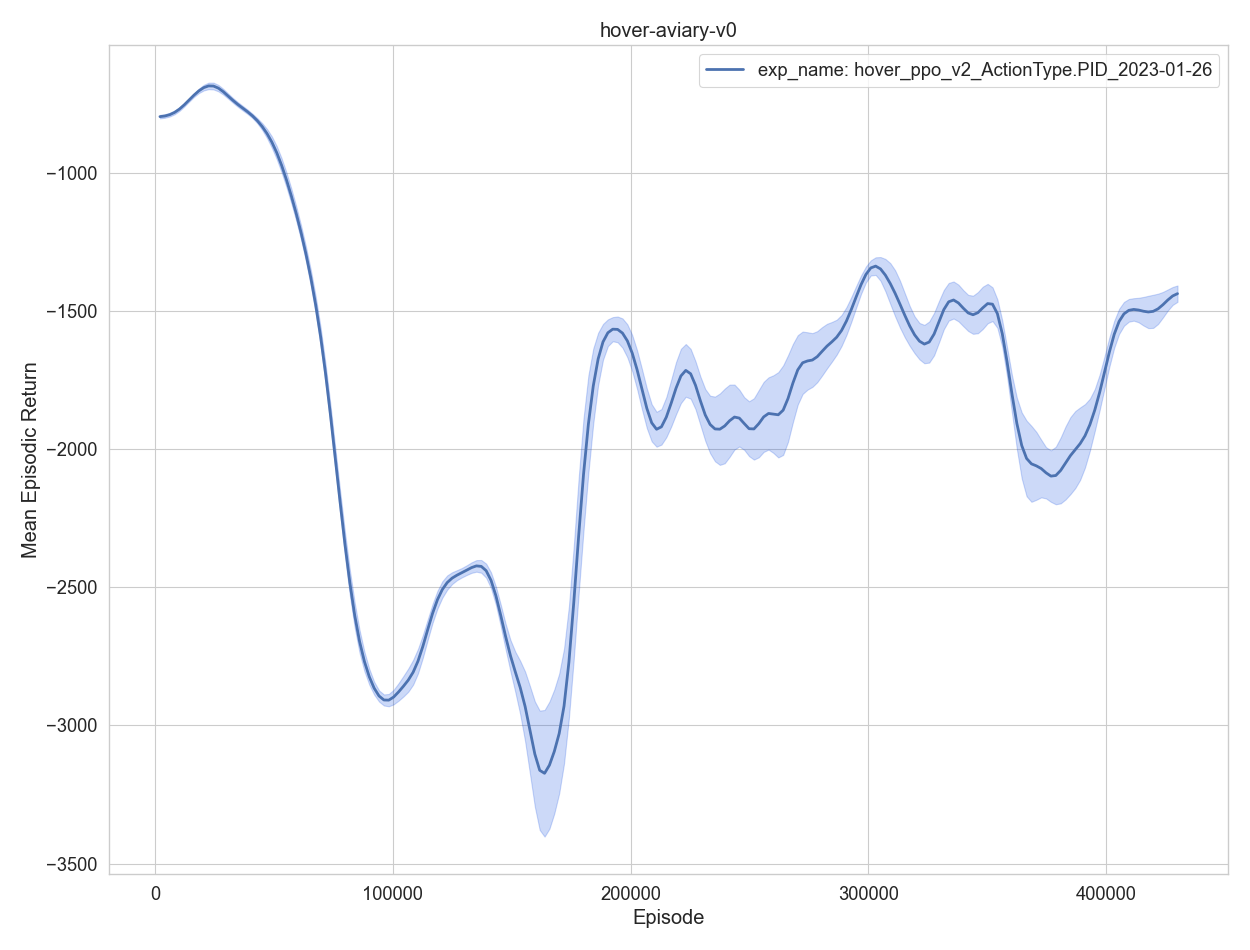 hover-aviary-v0
exp_name: hover_ppo_v2_ActionType.PID_2023-01-26
Mean Episodic Return
−1000
−1500
−2000
−2500
−3000
−3500
0 100000 200000 300000 400000
Episode